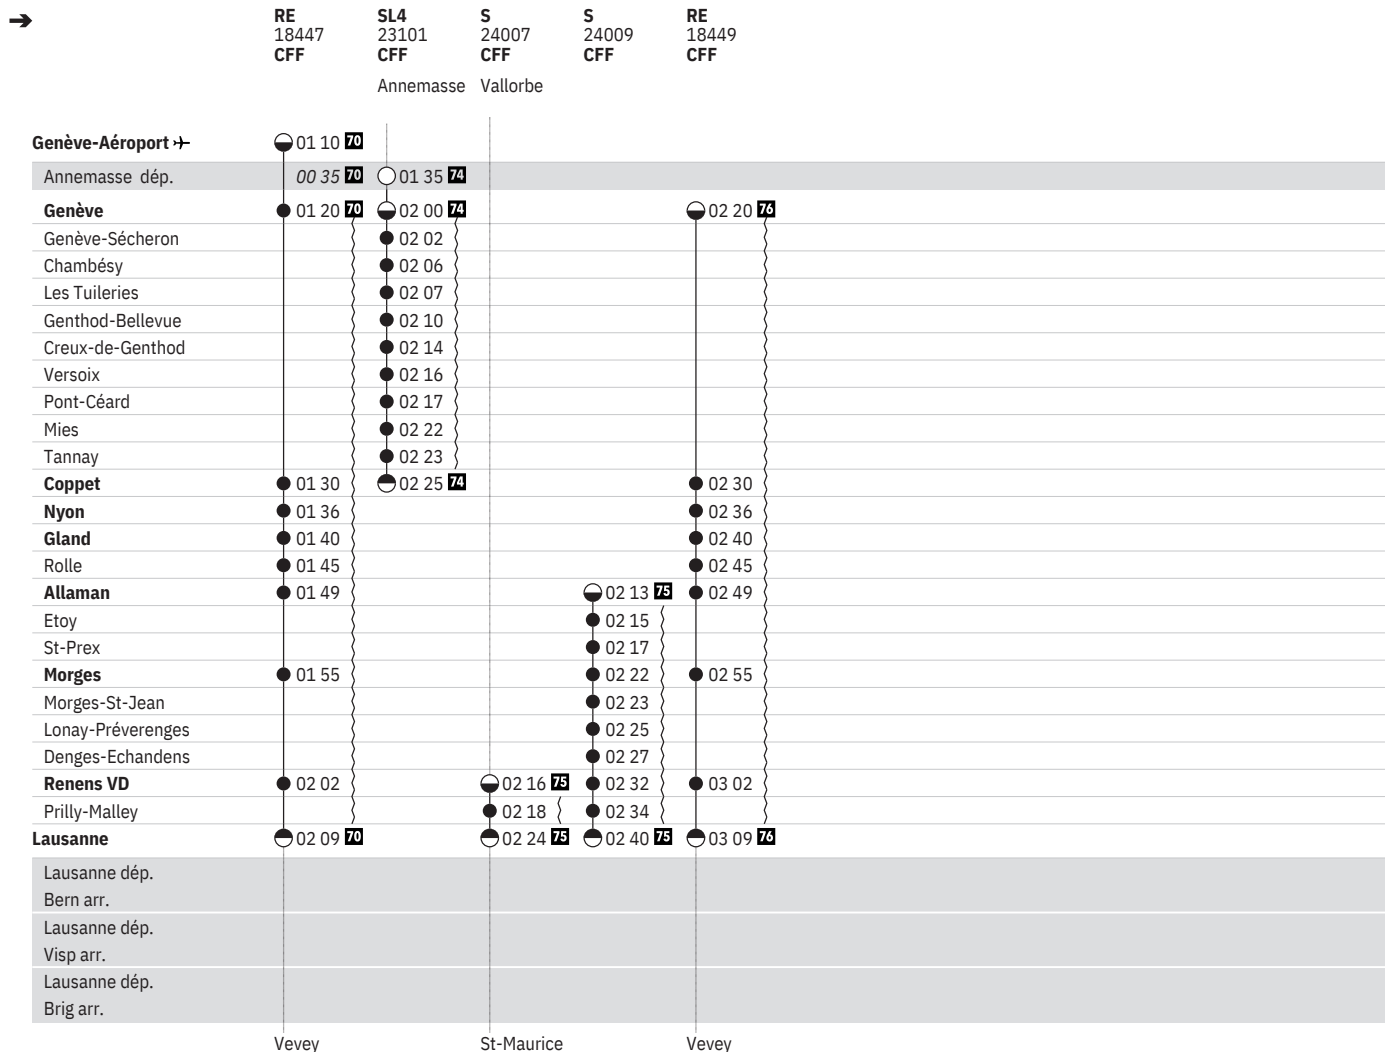 ➔ RE SL4 S S RE
18447 23101 24007 24009 18449
CFF CFF CFF CFF CFF
Annemasse Vallorbe
Genève-Aéroport 01 10 70
Annemasse dép. 00 35 70 01 35 74
Genève 01 20 70 02 00 74 02 20 76
Genève-Sécheron 02 02
Chambésy 02 06
Les Tuileries 02 07
Genthod-Bellevue 02 10
Creux-de-Genthod 02 14
Versoix 02 16
Pont-Céard 02 17
Mies 02 22
Tannay 02 23
Coppet 01 30 02 25 74 02 30
Nyon 01 36 02 36
Gland 01 40 02 40
Rolle 01 45 02 45
Allaman 01 49 02 13 75 02 49
Etoy 02 15
St-Prex 02 17
Morges 01 55 02 22 02 55
Morges-St-Jean 02 23
Lonay-Préverenges 02 25
Denges-Echandens 02 27
Renens VD 02 02 02 16 75 02 32 03 02
Prilly-Malley 02 18 02 34
Lausanne 02 09 70 02 24 75 02 40 75 03 09 76
Lausanne dép.
Bern arr.
Lausanne dép.
Visp arr.
Lausanne dép.
Brig arr.
Vevey St-Maurice Vevey